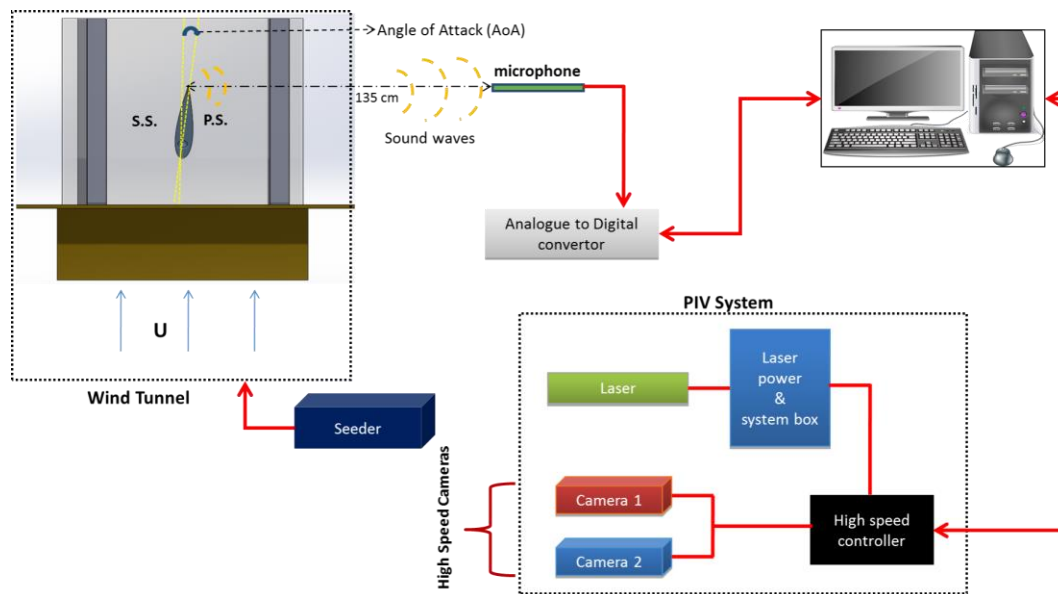 Angle of Attack (AoA)
microphone
135 cm
S.S.
P.S.
Sound waves
Analogue to Digital
convertor
U
Wind Tunnel
Seeder
PIV System
Laser
Laser
power
&
system box
High Speed Cameras
Camera 1
Camera 2
High speed
controller